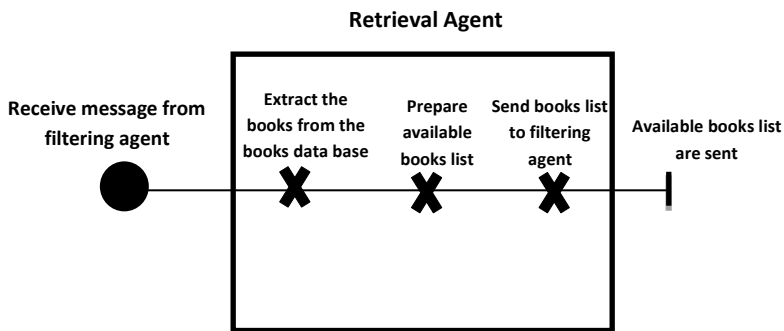 Retrieval Agent
Receive message from
filtering agent
Extract the
books from the
books data base
Prepare
available
books list
Send books list
to filtering
agent
Available books list
are sent